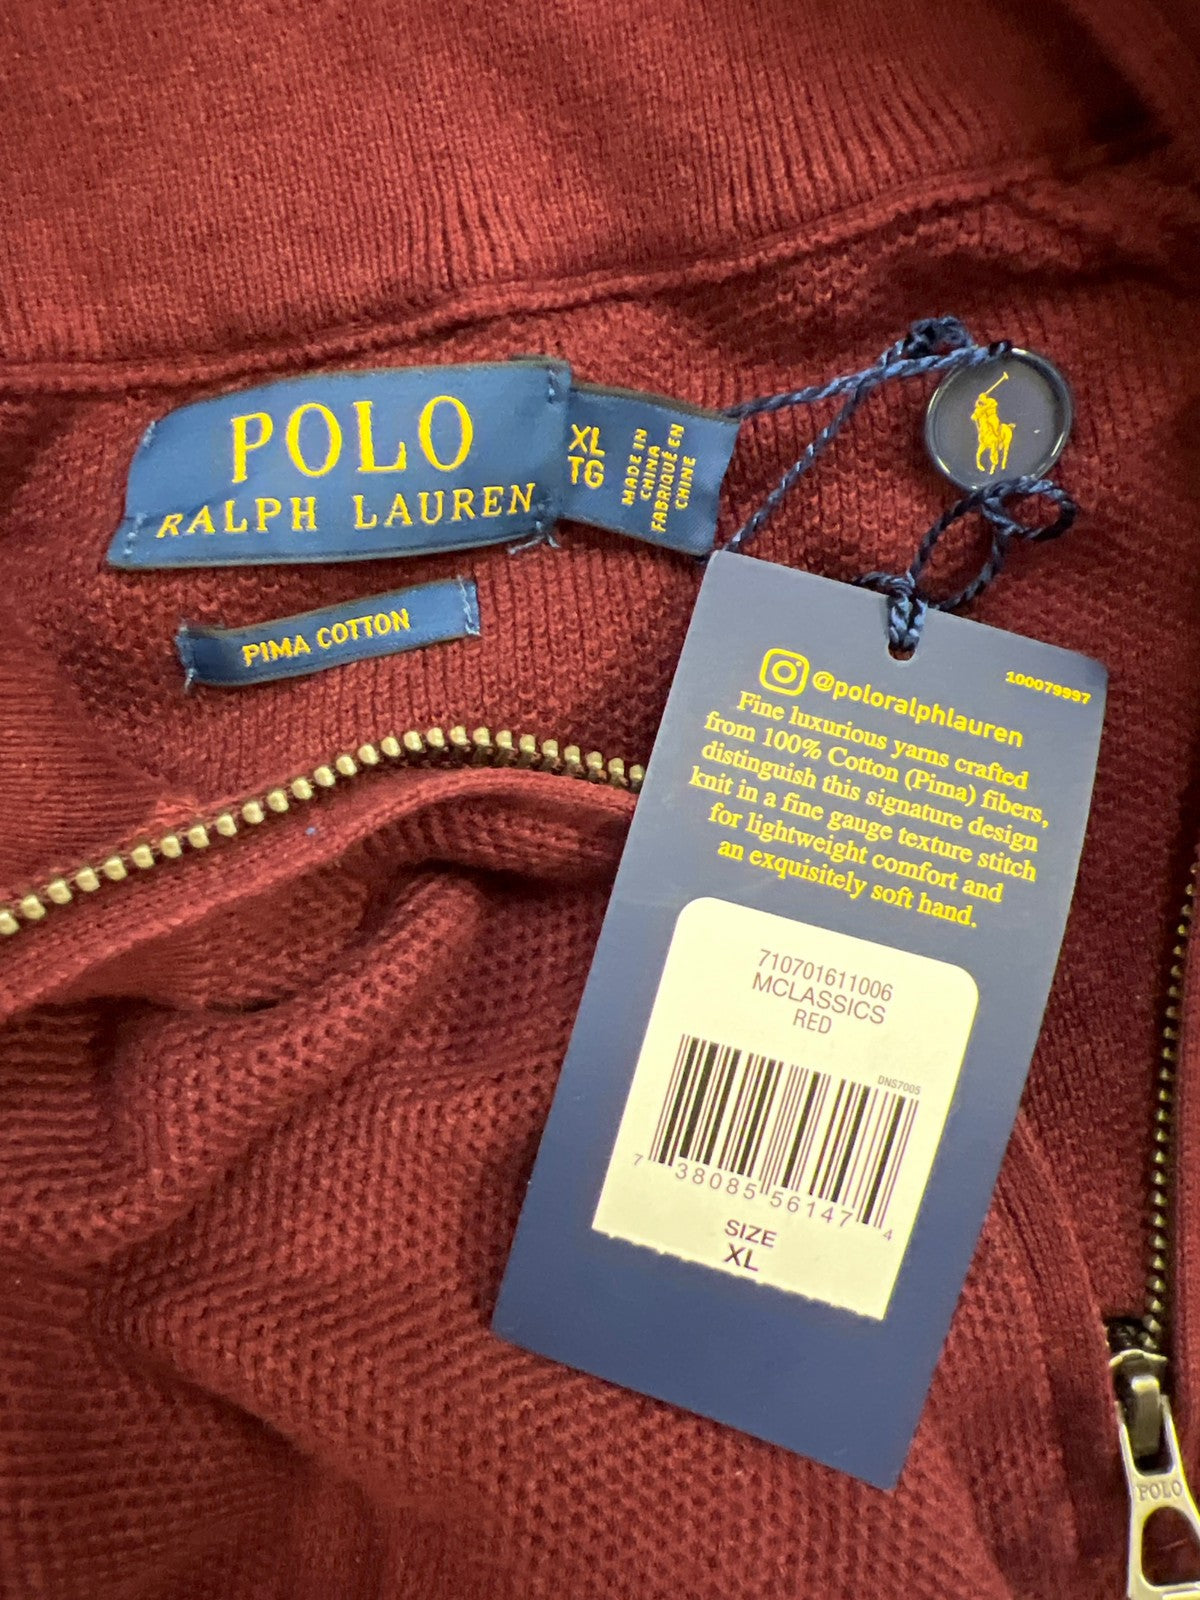 POLO
RALPH LAUREN
XL
TG
MADE IN
CHINA
FABRIQUÉ EN
CHINE
PIMA COTTON
100079997
@poloralphlauren
Fine luxurious yarns crafted
from 100% Cotton (Pima) fibers,
distinguish this signature design
knit in a fine gauge texture stitch
for lightweight comfort and
an exquisitely soft hand.
710701611006
MCLASSICS
RED
DNS7005
7 38085 56147 4
SIZE
XL
POLO